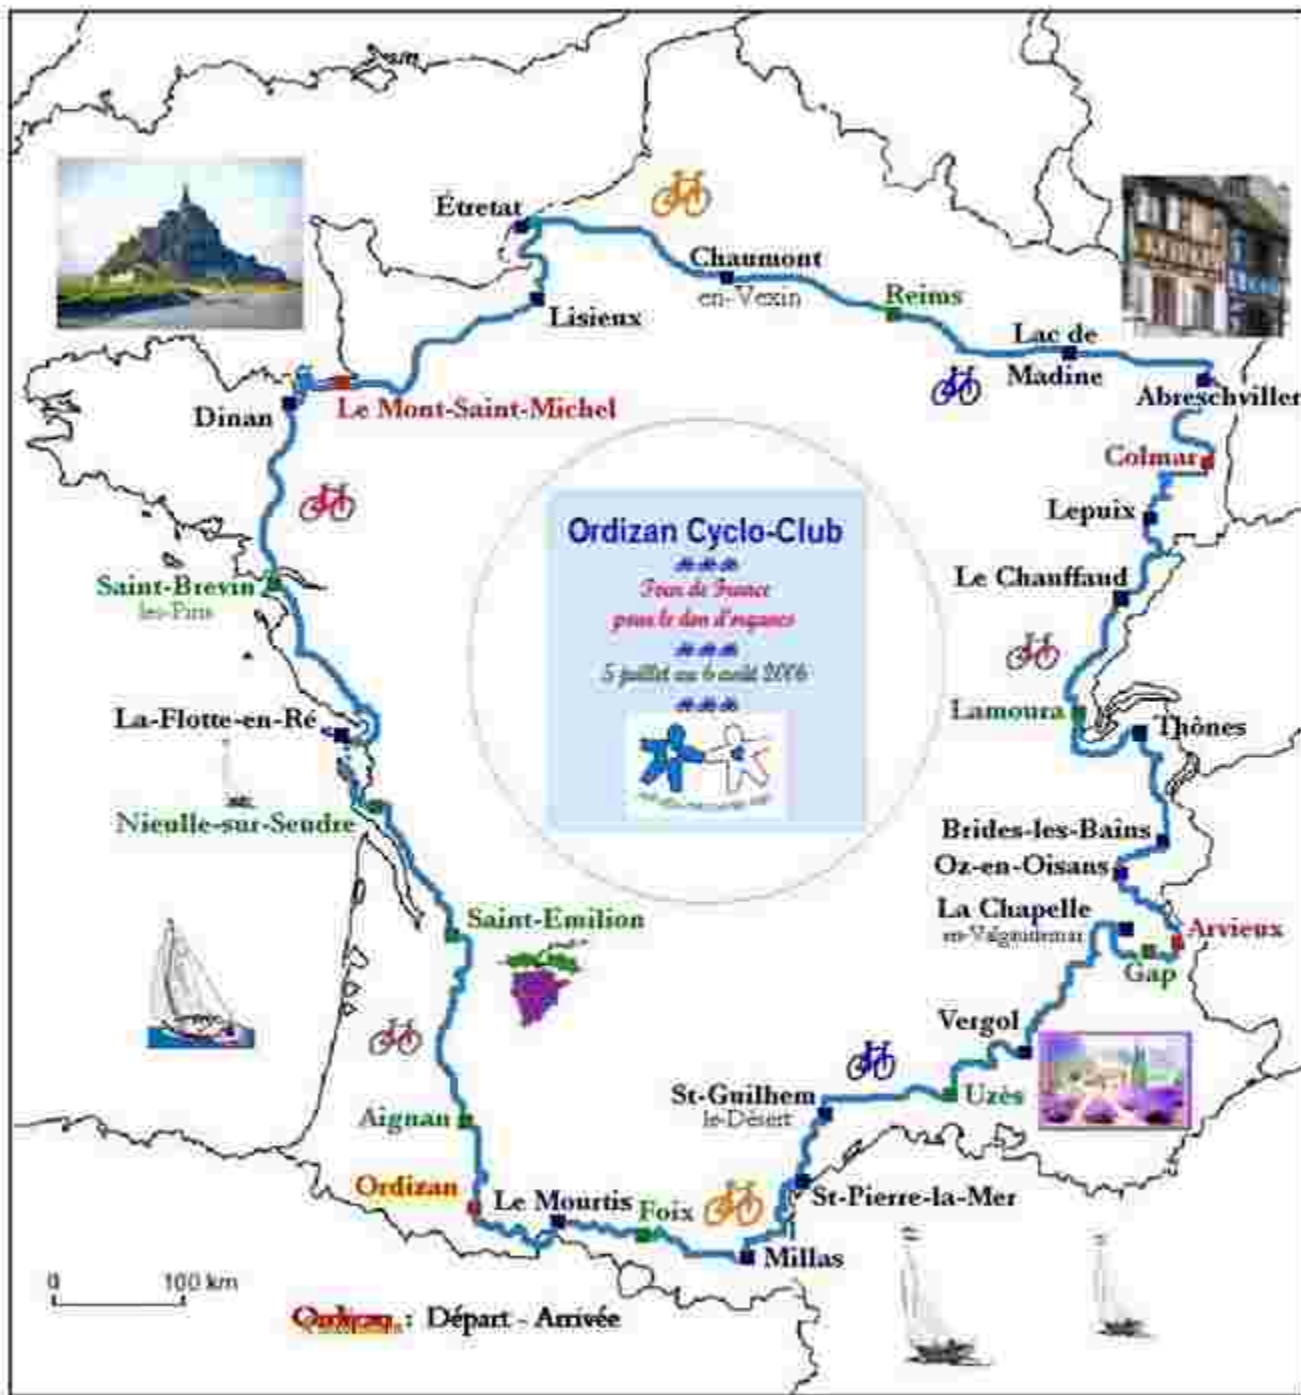 Étretat
Chaumont
en-Vexin
Reims
Lisieux
Lac de
Madine
Abreschviller
Dinan
Le Mont-Saint-Michel
Colmar
Lepuix
Ordizan Cyclo-Club
Tour de France
pour le don d'organes
5 juillet au 6 août 2006
Le Chauffaud
Saint-Brevin
les-Pins
La-Flotte-en-Ré
Lamoura
Thônes
Nieulle-sur-Seudre
Brides-les-Bains
Oz-en-Oisans
La Chapelle
en-Valgaudemar
Arvieux
Gap
Saint-Emilion
Vergol
St-Guilhem
le-Désert
Uzès
Aignan
Ordizan
Le Mourtis
Foix
St-Pierre-la-Mer
Millas
0 100 km
Ordizan : Départ - Arrivée